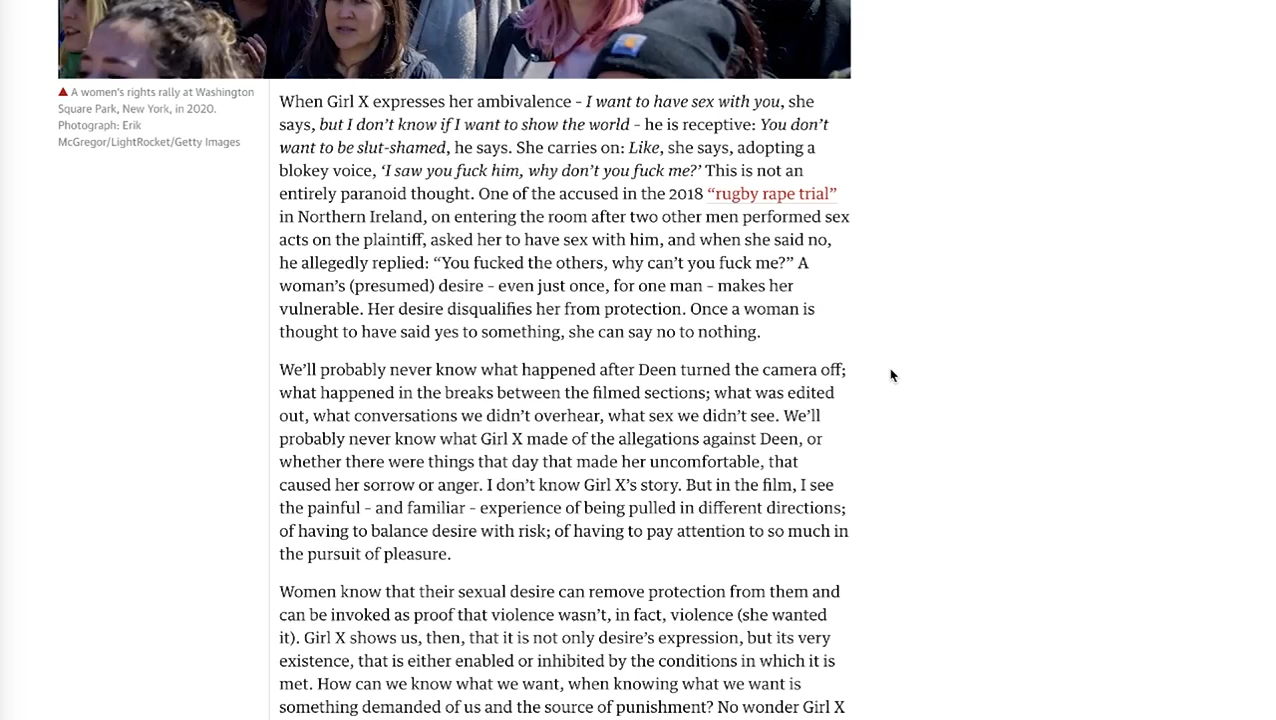 ▲ A women's rights rally at Washington
Square Park, New York, in 2020.
Photograph: Erik
McGregor/LightRocket/Getty Images
When Girl X expresses her ambivalence – I want to have sex with you, she
says, but I don't know if I want to show the world – he is receptive: You don't
want to be slut-shamed, he says. She carries on: Like, she says, adopting a
blokey voice, 'I saw you fuck him, why don't you fuck me?' This is not an
entirely paranoid thought. One of the accused in the 2018 “rugby rape trial”
in Northern Ireland, on entering the room after two other men performed sex
acts on the plaintiff, asked her to have sex with him, and when she said no,
he allegedly replied: “You fucked the others, why can't you fuck me?” A
woman's (presumed) desire – even just once, for one man – makes her
vulnerable. Her desire disqualifies her from protection. Once a woman is
thought to have said yes to something, she can say no to nothing.
We'll probably never know what happened after Deen turned the camera off;
what happened in the breaks between the filmed sections; what was edited
out, what conversations we didn't overhear, what sex we didn't see. We'll
probably never know what Girl X made of the allegations against Deen, or
whether there were things that day that made her uncomfortable, that
caused her sorrow or anger. I don't know Girl X's story. But in the film, I see
the painful – and familiar – experience of being pulled in different directions;
of having to balance desire with risk; of having to pay attention to so much in
the pursuit of pleasure.
Women know that their sexual desire can remove protection from them and
can be invoked as proof that violence wasn't, in fact, violence (she wanted
it). Girl X shows us, then, that it is not only desire's expression, but its very
existence, that is either enabled or inhibited by the conditions in which it is
met. How can we know what we want, when knowing what we want is
something demanded of us and the source of punishment? No wonder Girl X